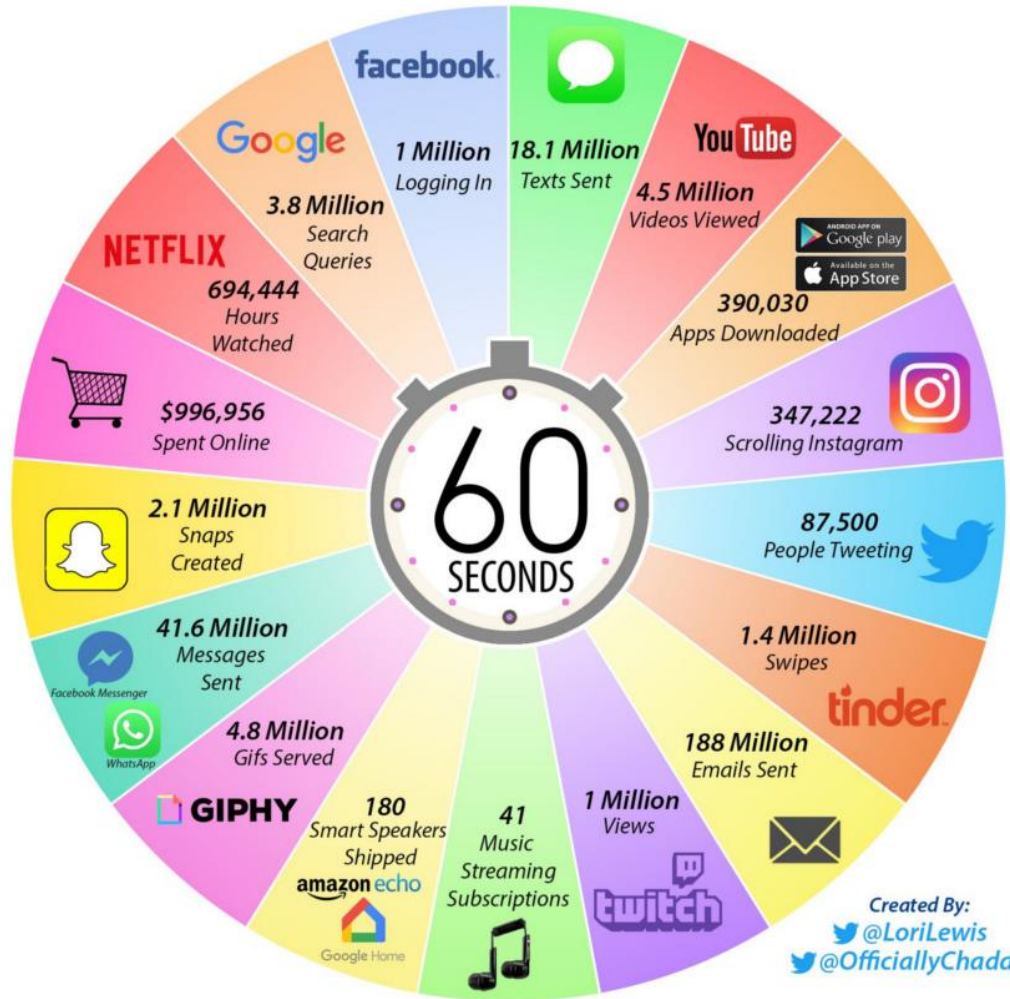 facebook
1 Million
Logging In
18.1 Million
Texts Sent
YouTube
4.5 Million
Videos Viewed
ANDROID APP ON
Google play
Available on the
App Store
390,030
Apps Downloaded
347,222
Scrolling Instagram
87,500
People Tweeting
1.4 Million
Swipes
tinder
188 Million
Emails Sent
1 Million
Views
twitch
41
Music
Streaming
Subscriptions
180
Smart Speakers
Shipped
amazon echo
Google Home
4.8 Million
Gifs Served
GIPHY
41.6 Million
Messages
Sent
Facebook Messenger
WhatsApp
2.1 Million
Snaps
Created
$996,956
Spent Online
NETFLIX
694,444
Hours
Watched
Google
3.8 Million
Search
Queries
60
SECONDS
Created By:
@LoriLewis
@OfficiallyChadd